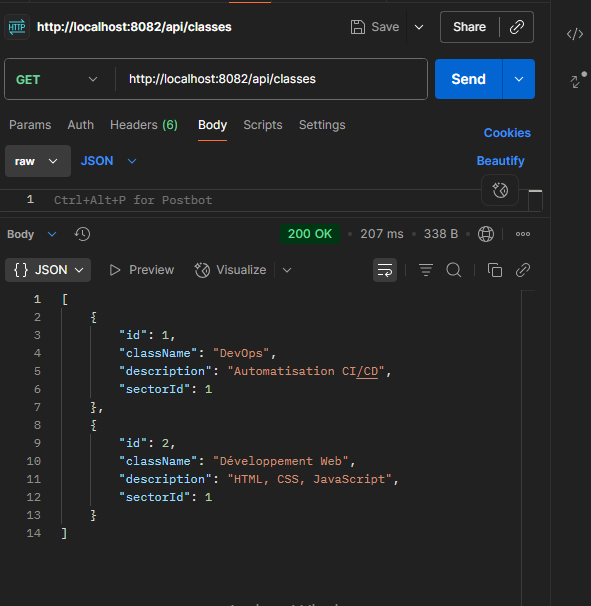 HTTP http://localhost:8082/api/classes Save Share
GET http://localhost:8082/api/classes Send
Params Auth Headers (6) Body Scripts Settings Cookies
raw JSON Beautify
1 Ctrl+Alt+P for Postbot
Body 200 OK • 207 ms • 338 B
{} JSON Preview Visualize
1 [
2 {
3 "id": 1,
4 "className": "DevOps",
5 "description": "Automatisation CI/CD",
6 "sectorId": 1
7 },
8 {
9 "id": 2,
10 "className": "Développement Web",
11 "description": "HTML, CSS, JavaScript",
12 "sectorId": 1
13 }
14 ]